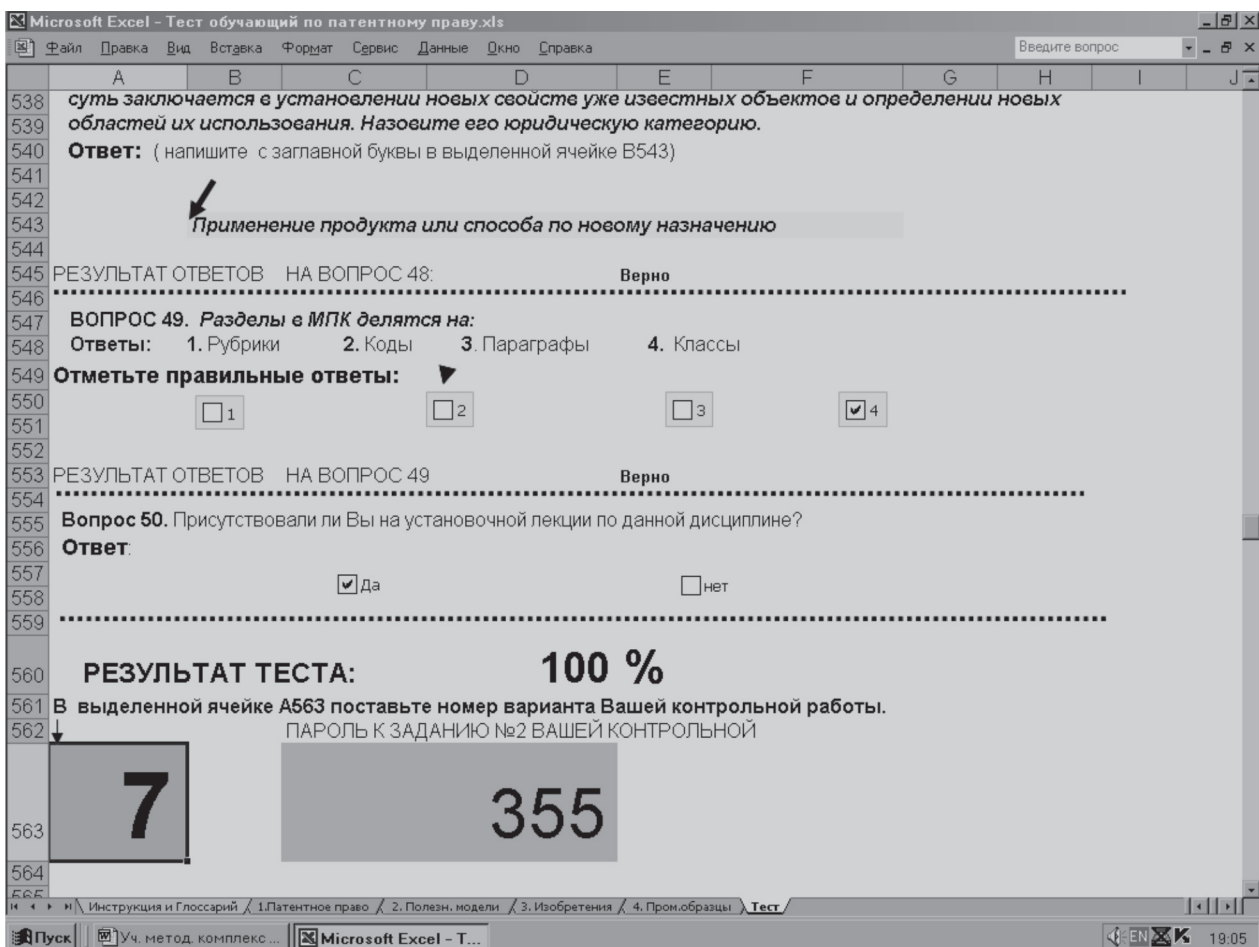 Microsoft Excel - Тест обучающий по патентному праву.xls
Файл Правка Вид Вставка Формат Сервис Данные Окно Справка Введите вопрос
A B C D E F G H I J
538 суть заключается в установлении новых свойств уже известных объектов и определении новых
539 областей их использования. Назовите его юридическую категорию.
540 Ответ: ( напишите с заглавной буквы в выделенной ячейке B543)
541
542
543 Применение продукта или способа по новому назначению
544
545 РЕЗУЛЬТАТ ОТВЕТОВ НА ВОПРОС 48: Верно
546
547 ВОПРОС 49. Разделы в МПК делятся на:
548 Ответы: 1. Рубрики 2. Коды 3. Параграфы 4. Классы
549 Отметьте правильные ответы:
550
551 1 2 3 4
552
553 РЕЗУЛЬТАТ ОТВЕТОВ НА ВОПРОС 49 Верно
554
555 Вопрос 50. Присутствовали ли Вы на установочной лекции по данной дисциплине?
556 Ответ:
557
558 Да нет
559
560 РЕЗУЛЬТАТ ТЕСТА: 100 %
561 В выделенной ячейке А563 поставьте номер варианта Вашей контрольной работы.
562 ПАРОЛЬ К ЗАДАНИЮ №2 ВАШЕЙ КОНТРОЛЬНОЙ
563 7 355
564
565
Инструкция и Глоссарий 1.Патентное право 2. Полезн. модели 3. Изобретения 4. Пром.образцы Тест
Пуск Уч. метод. комплекс ... Microsoft Excel - Т... EN 19:05